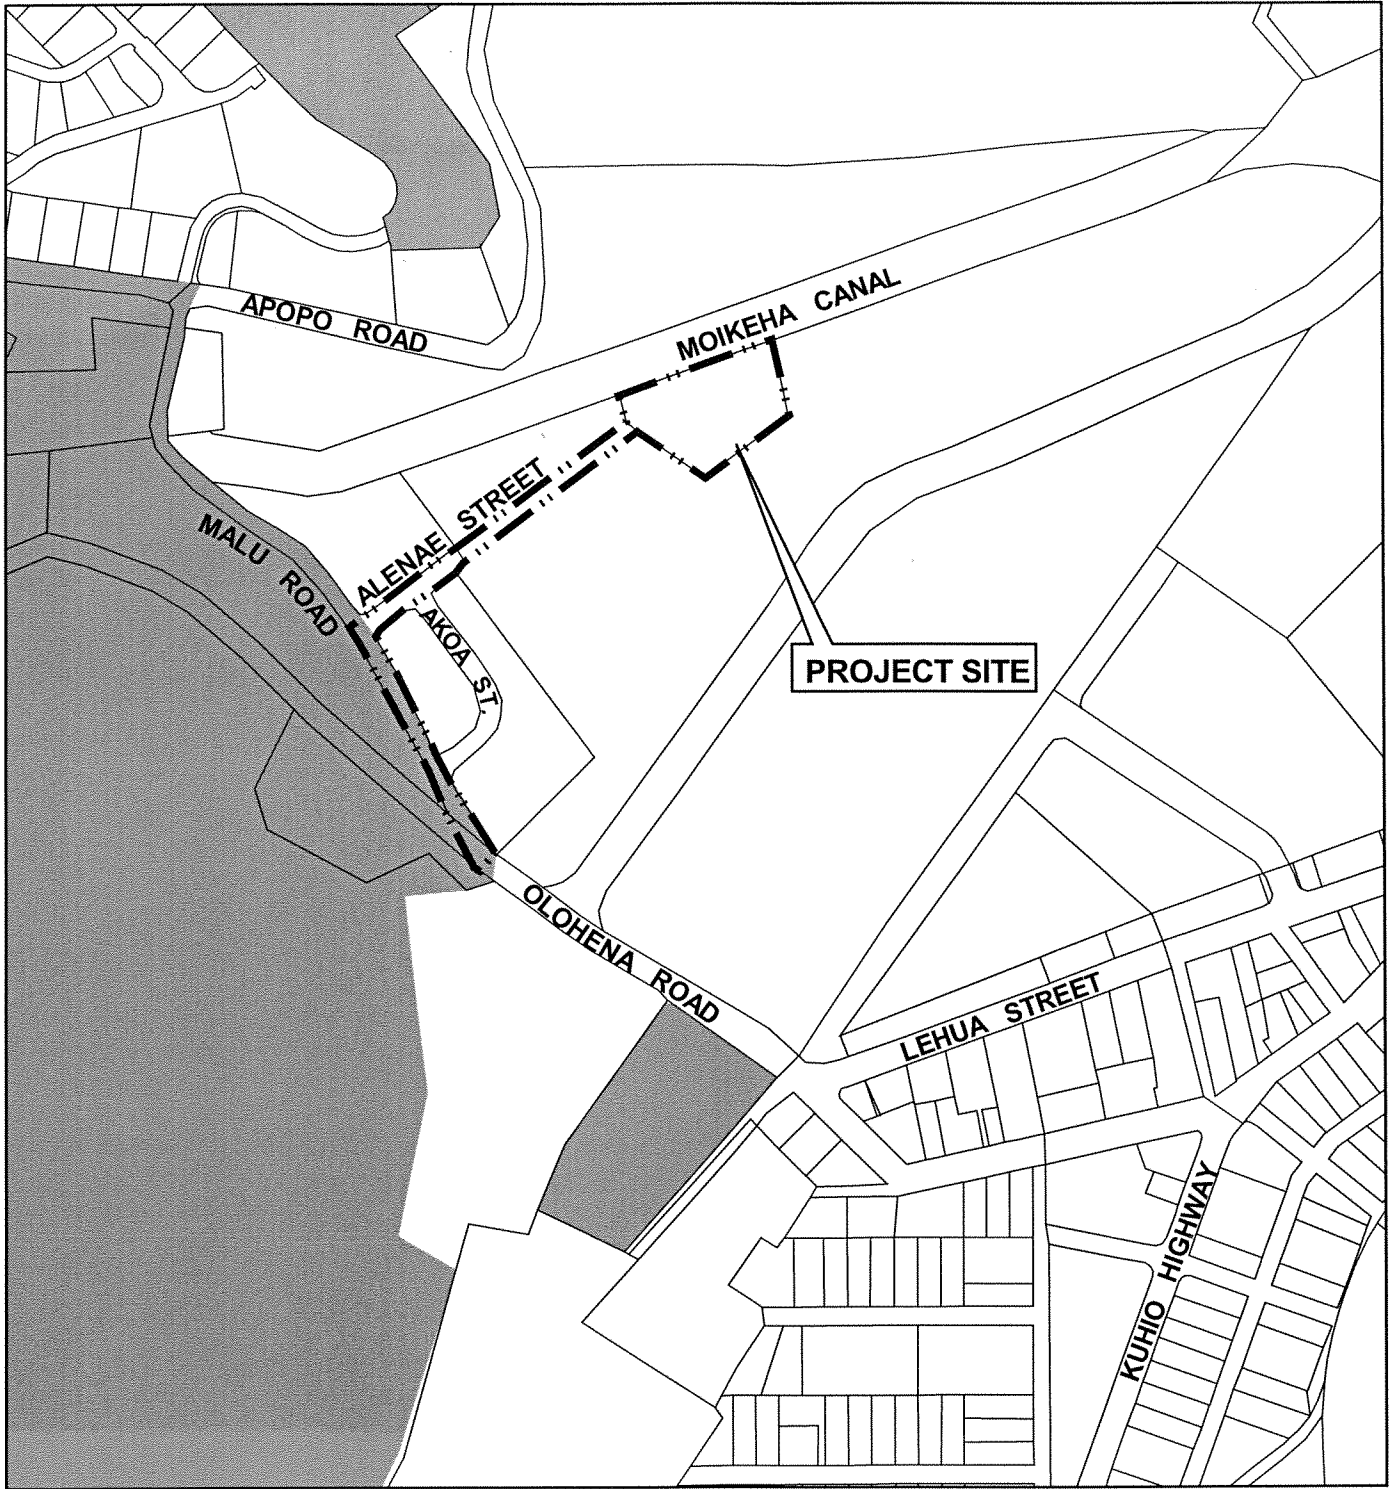 APOPO ROAD
MOIKEHA CANAL
ALENAE STREET
MALU ROAD
AKOA ST.
PROJECT SITE
OLOHENA ROAD
LEHUA STREET
KUHIO HIGHWAY